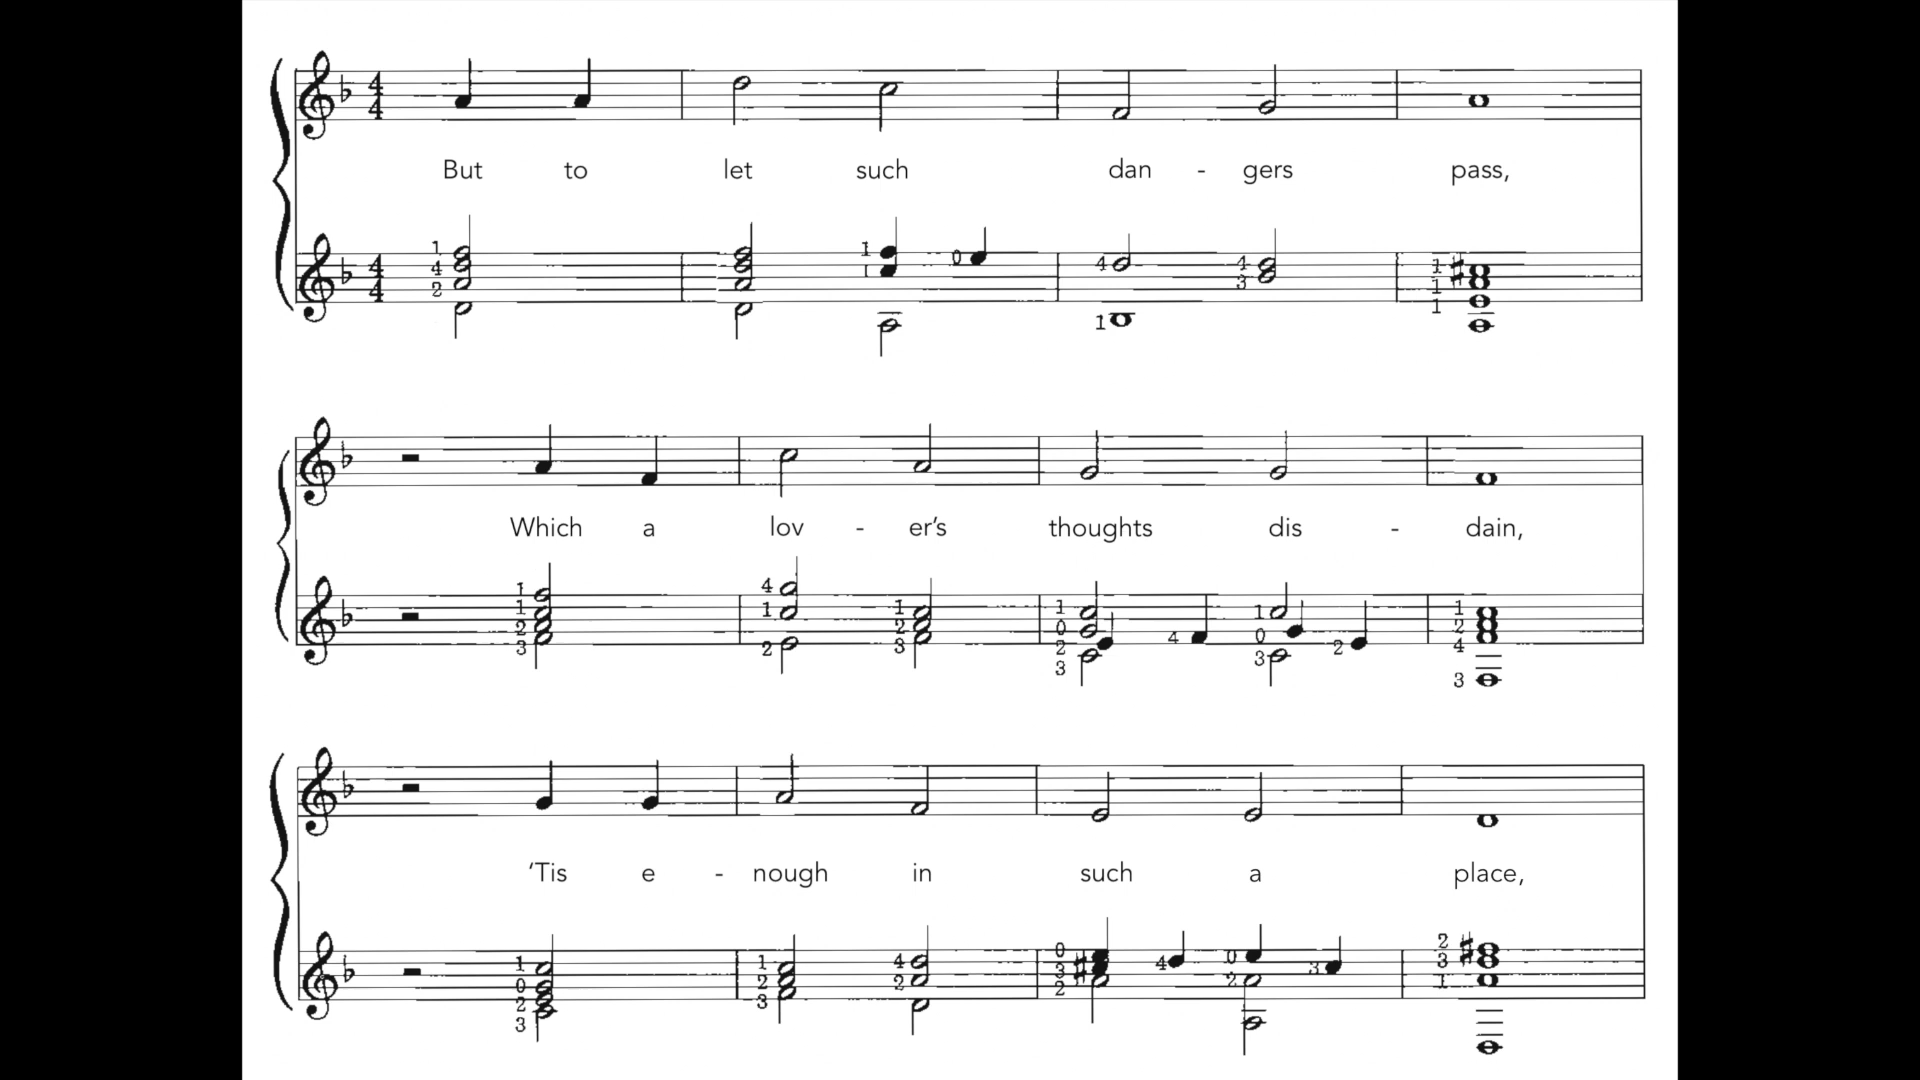 But to let such dan - gers pass,
Which a lov - er’s thoughts dis - dain,
‘Tis e - nough in such a place,